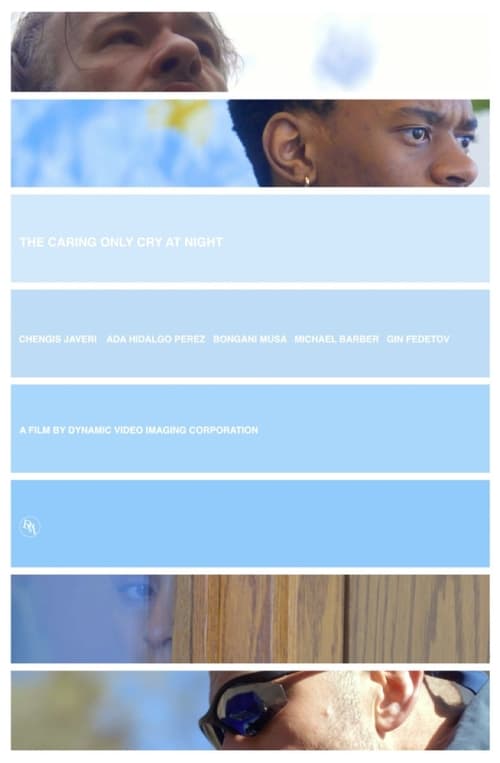 THE CARING ONLY CRY AT NIGHT
CHENGIS JAVERI ADA HIDALGO PEREZ BONGANI MUSA MICHAEL BARBER GIN FEDETOV
A FILM BY DYNAMIC VIDEO IMAGING CORPORATION